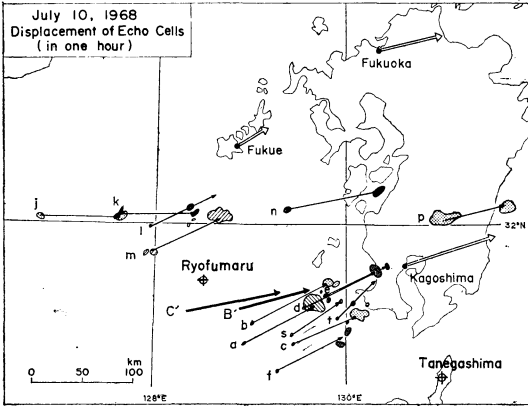 July 10, 1968
Displacement of Echo Cells
(in one hour)
Fukuoka
Fukue
j
k
l
m
n
p
32°N
Ryofumaru
Kagoshima
C'
B'
d
e
b
a
s
t
c
f
km
0 50 100
Tanegashima
128°E
130°E